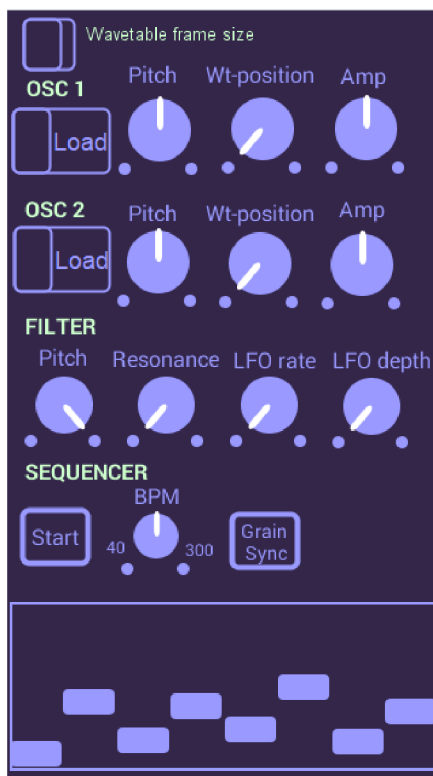 Wavetable frame size
OSC 1
Pitch
Wt-position
Amp
Load
OSC 2
Pitch
Wt-position
Amp
Load
FILTER
Pitch
Resonance
LFO rate
LFO depth
SEQUENCER
BPM
Start
40
300
Grain
Sync